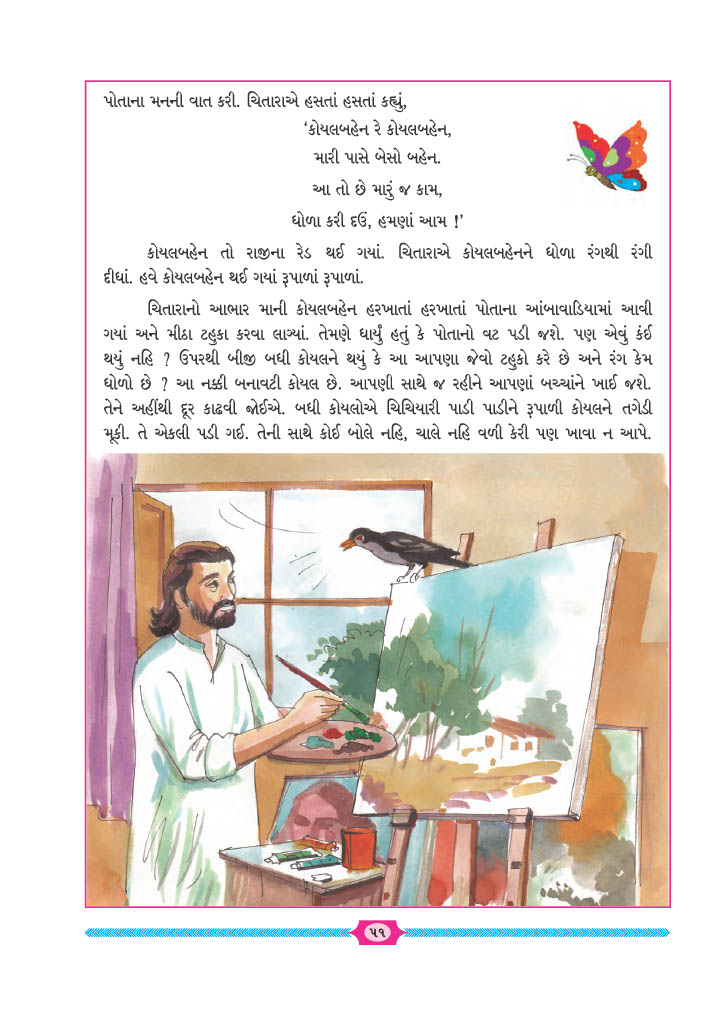 પોતાના મનની વાત કરી. ચિતારાએ હસતાં હસતાં કહ્યું,
‘કોયલબહેન રે કોયલબહેન,
મારી પાસે બેસો બહેન.
આ તો છે મારું જ કામ,
ધોળા કરી દઉં, હમણાં આમ !’
કોયલબહેન તો રાજીના રેડ થઈ ગયાં. ચિતારાએ કોયલબહેનને ધોળા રંગથી રંગી
દીધાં. હવે કોયલબહેન થઈ ગયાં રૂપાળાં રૂપાળાં.
ચિતારાનો આભાર માની કોયલબહેન હરખાતાં હરખાતાં પોતાના આંબાવાડિયામાં આવી
ગયાં અને મીઠા ટહુકા કરવા લાગ્યાં. તેમણે ધાર્યું હતું કે પોતાનો વટ પડી જશે. પણ એવું કંઈ
થયું નહિ ? ઉપરથી બીજી બધી કોયલને થયું કે આ આપણા જેવો ટહુકો કરે છે અને રંગ કેમ
ધોળો છે ? આ નક્કી બનાવટી કોયલ છે. આપણી સાથે જ રહીને આપણાં બચ્ચાંને ખાઈ જશે.
તેને અહીંથી દૂર કાઢવી જોઈએ. બધી કોયલોએ ચિચિયારી પાડી પાડીને રૂપાળી કોયલને તગેડી
મૂકી. તે એકલી પડી ગઈ. તેની સાથે કોઈ બોલે નહિ, ચાલે નહિ વળી કેરી પણ ખાવા ન આપે.
૫૧